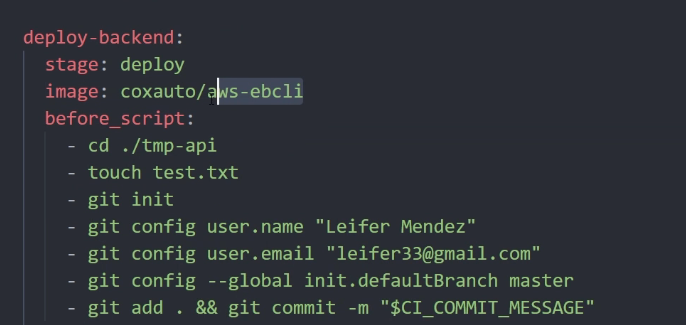 deploy-backend:
stage: deploy
image: coxauto/aws-ebcli
before_script:
- cd ./tmp-api
- touch test.txt
- git init
- git config user.name "Leifer Mendez"
- git config user.email "leifer33@gmail.com"
- git config --global init.defaultBranch master
- git add . && git commit -m "$CI_COMMIT_MESSAGE"